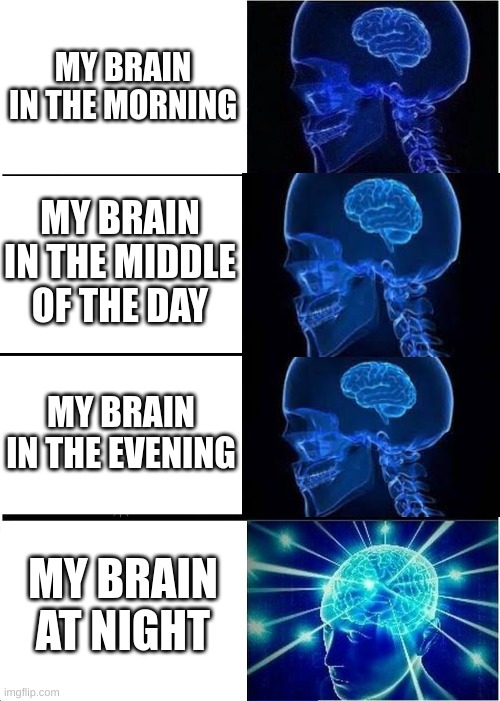 MY BRAIN
IN THE MORNING
MY BRAIN
IN THE MIDDLE
OF THE DAY
MY BRAIN
IN THE EVENING
MY BRAIN
AT NIGHT
imgflip.com